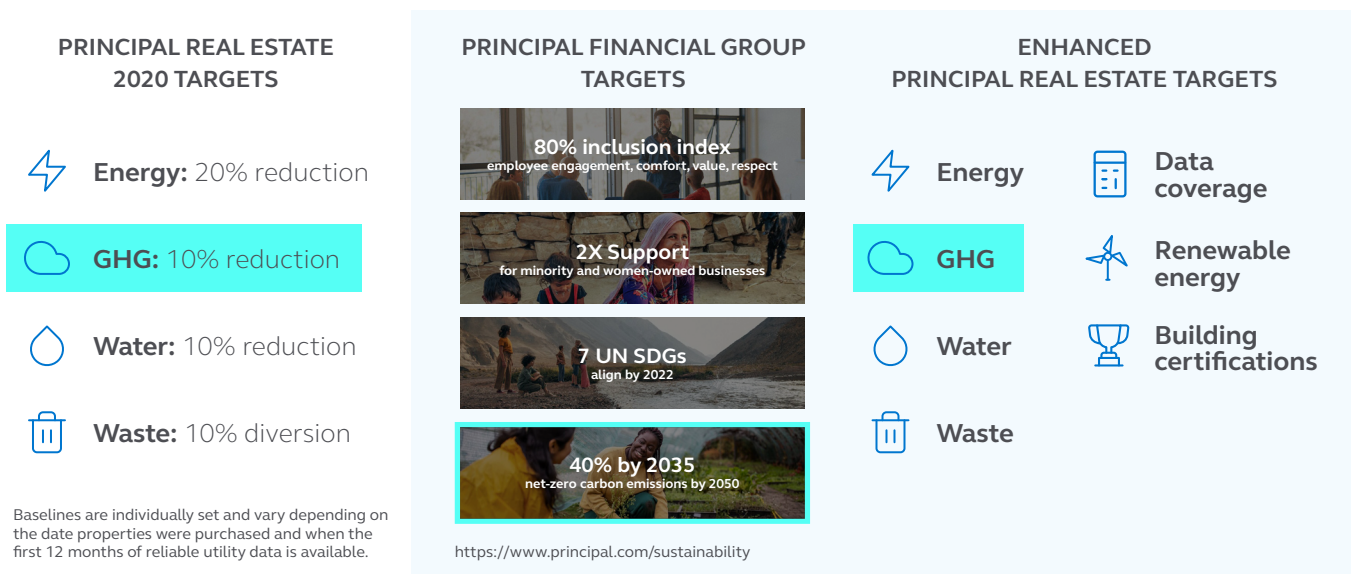 PRINCIPAL REAL ESTATE
2020 TARGETS
Energy: 20% reduction
GHG: 10% reduction
Water: 10% reduction
Waste: 10% diversion
Baselines are individually set and vary depending on
the date properties were purchased and when the
first 12 months of reliable utility data is available.
PRINCIPAL FINANCIAL GROUP
TARGETS
80% inclusion index
employee engagement, comfort, value, respect
2X Support
for minority and women-owned businesses
7 UN SDGs
align by 2022
40% by 2035
net-zero carbon emissions by 2050
https://www.principal.com/sustainability
ENHANCED
PRINCIPAL REAL ESTATE TARGETS
Energy
GHG
Water
Waste
Data
coverage
Renewable
energy
Building
certifications